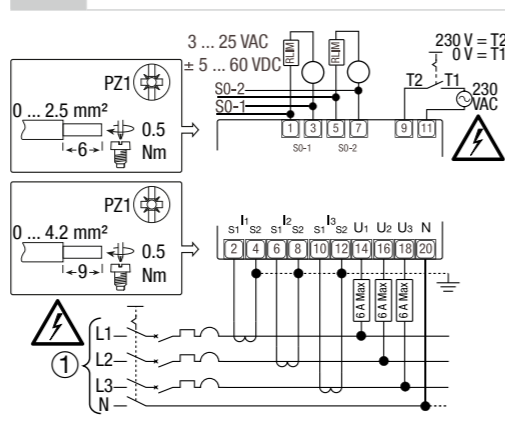 3 ... 25 VAC
± 5 ... 60 VDC
RLIM
RLIM
230 V = T2
0 V = T1
T2 T1
230
VAC
S0-2
S0-1
1 3 5 7 9 11
S0-1 S0-2
PZ1
0 ... 2.5 mm²
6
0.5
Nm
PZ1
0 ... 4.2 mm²
9
0.5
Nm
I1 I2 I3
S1 S2 S1 S2 S1 S2 U1 U2 U3 N
2 4 6 8 10 12 14 16 18 20
6 A Max
6 A Max
6 A Max
1
L1
L2
L3
N